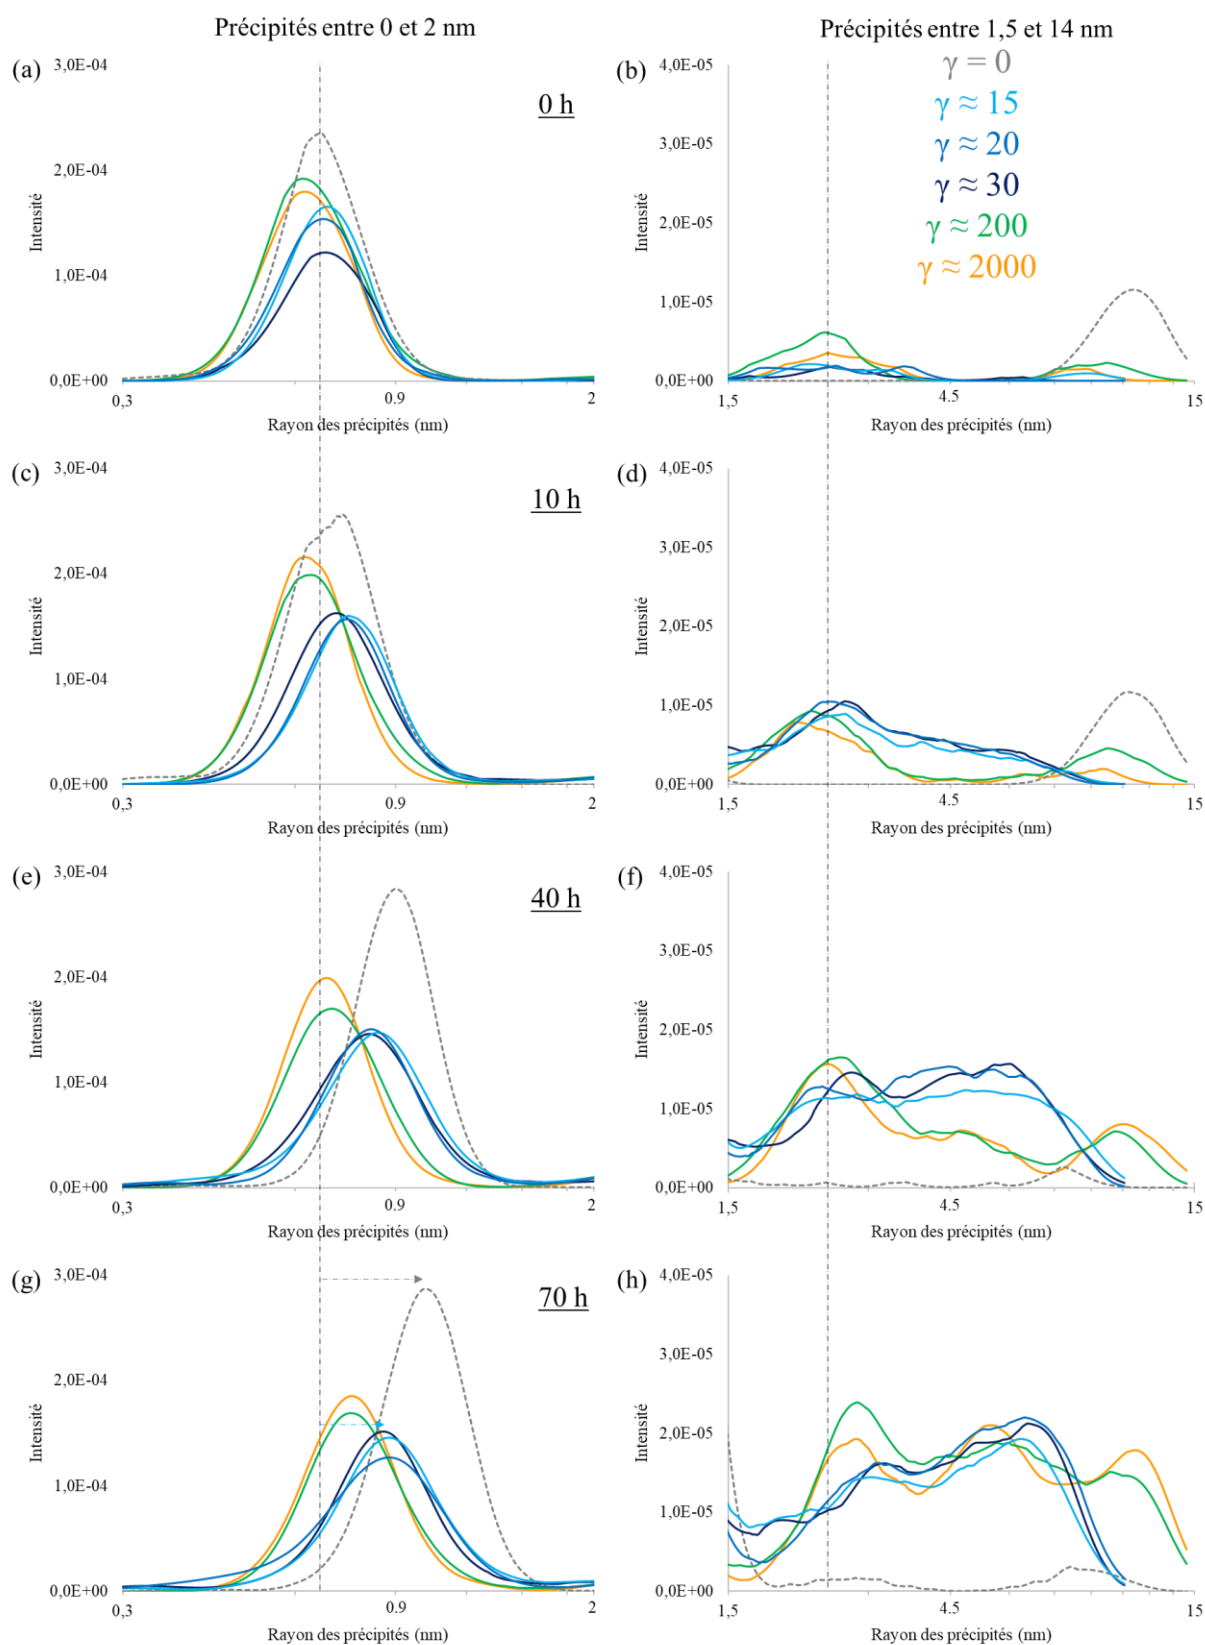 Précipités entre 0 et 2 nm
Précipités entre 1,5 et 14 nm
(a)
3,0E-04
2,0E-04
1,0E-04
0,0E+00
Intensité
0 h
0,3
0.9
2
Rayon des précipités (nm)
(b)
4,0E-05
3,0E-05
2,0E-05
1,0E-05
0,0E+00
Intensité
γ = 0
γ ≈ 15
γ ≈ 20
γ ≈ 30
γ ≈ 200
γ ≈ 2000
1,5
4.5
15
Rayon des précipités (nm)
(c)
3,0E-04
2,0E-04
1,0E-04
0,0E+00
Intensité
10 h
0,3
0.9
2
Rayon des précipités (nm)
(d)
4,0E-05
3,0E-05
2,0E-05
1,0E-05
0,0E+00
Intensité
1,5
4.5
15
Rayon des précipités (nm)
(e)
3,0E-04
2,0E-04
1,0E-04
0,0E+00
Intensité
40 h
0,3
0.9
2
Rayon des précipités (nm)
(f)
4,0E-05
3,0E-05
2,0E-05
1,0E-05
0,0E+00
Intensité
1,5
4.5
15
Rayon des précipités (nm)
(g)
3,0E-04
2,0E-04
1,0E-04
0,0E+00
Intensité
70 h
0,3
0.9
2
Rayon des précipités (nm)
(h)
4,0E-05
3,0E-05
2,0E-05
1,0E-05
0,0E+00
Intensité
1,5
4.5
15
Rayon des précipités (nm)